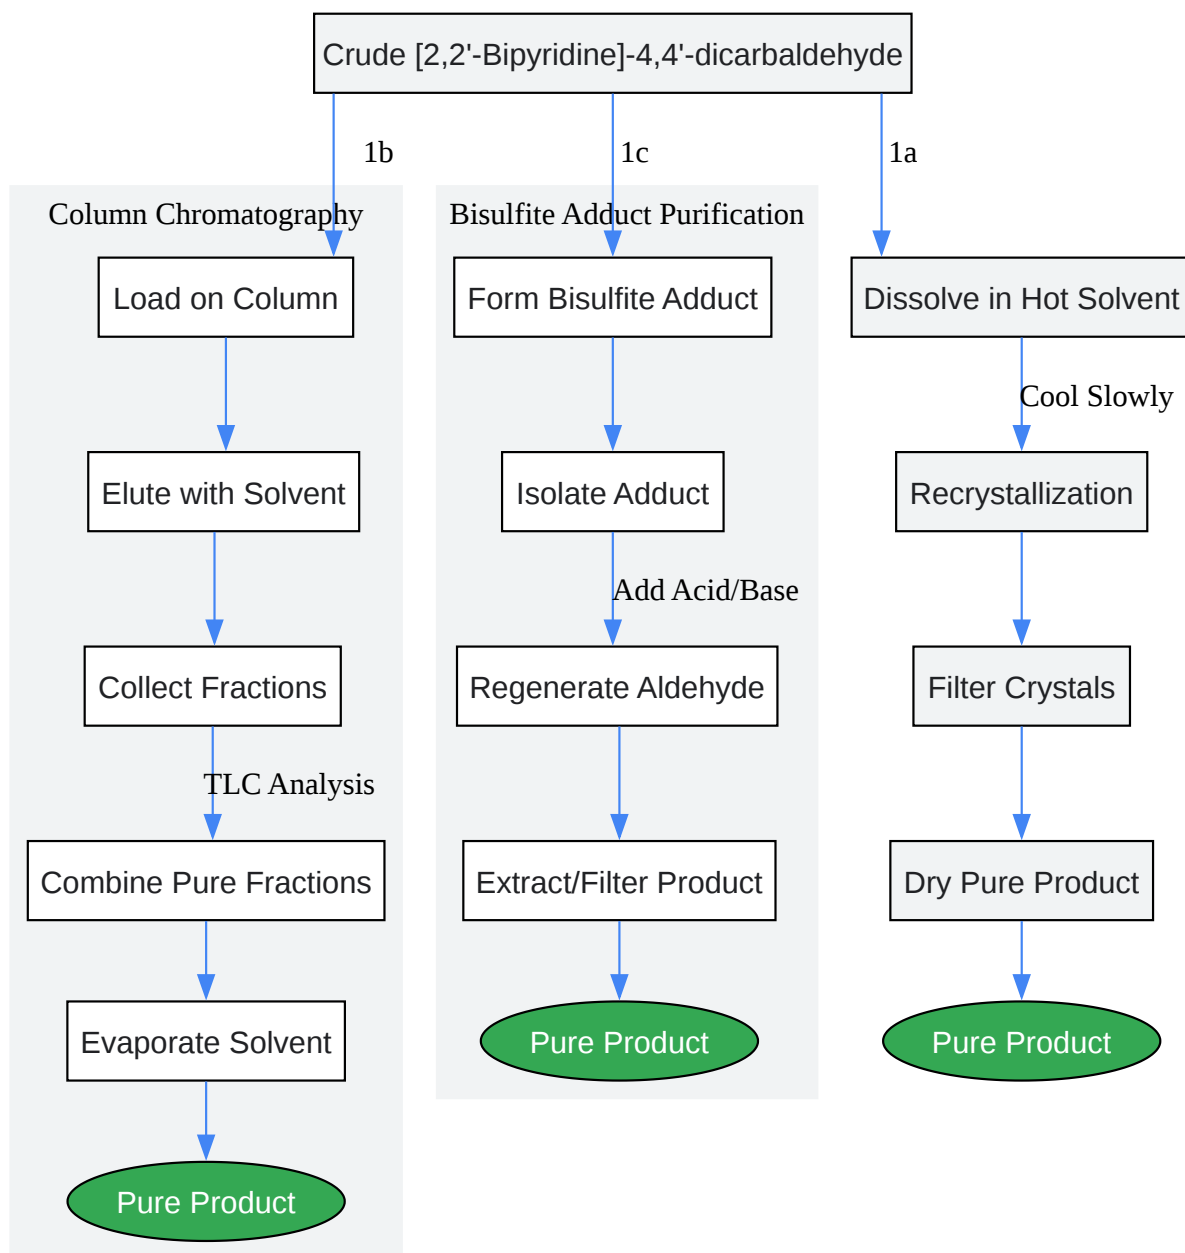 Crude [2,2'-Bipyridine]-4,4'-dicarbaldehyde
1b
1c
1a
Column Chromatography
Bisulfite Adduct Purification
Load on Column
Form Bisulfite Adduct
Dissolve in Hot Solvent
Cool Slowly
Elute with Solvent
Isolate Adduct
Recrystallization
Add Acid/Base
Collect Fractions
Regenerate Aldehyde
Filter Crystals
TLC Analysis
Combine Pure Fractions
Extract/Filter Product
Dry Pure Product
Evaporate Solvent
Pure Product
Pure Product
Pure Product